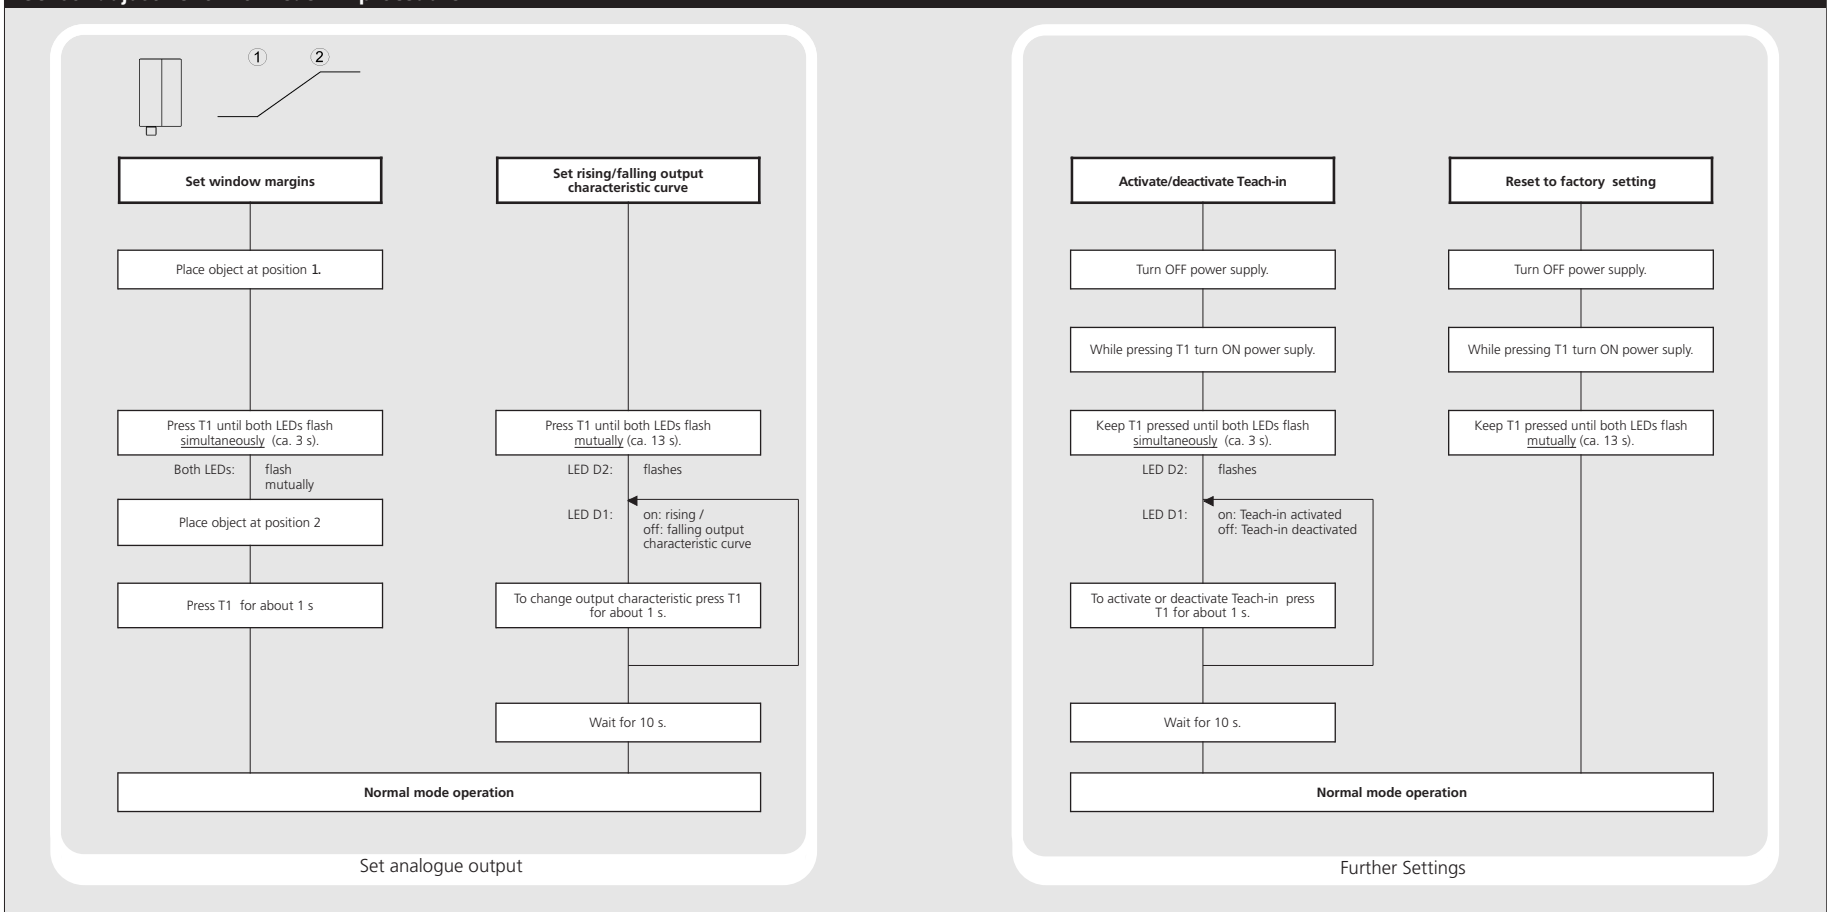 ① ②
Set window margins
Place object at position 1.
Press T1 until both LEDs flash
simultaneously (ca. 3 s).
Both LEDs: flash
mutually
Place object at position 2
Press T1 for about 1 s
Set rising/falling output
characteristic curve
Press T1 until both LEDs flash
mutually (ca. 13 s).
LED D2: flashes
LED D1: on: rising /
off: falling output
characteristic curve
To change output characteristic press T1
for about 1 s.
Wait for 10 s.
Normal mode operation
Set analogue output
Activate/deactivate Teach-in
Turn OFF power supply.
While pressing T1 turn ON power suply.
Keep T1 pressed until both LEDs flash
simultaneously (ca. 3 s).
LED D2: flashes
LED D1: on: Teach-in activated
off: Teach-in deactivated
To activate or deactivate Teach-in press
T1 for about 1 s.
Wait for 10 s.
Reset to factory setting
Turn OFF power supply.
While pressing T1 turn ON power suply.
Keep T1 pressed until both LEDs flash
mutually (ca. 13 s).
Normal mode operation
Further Settings